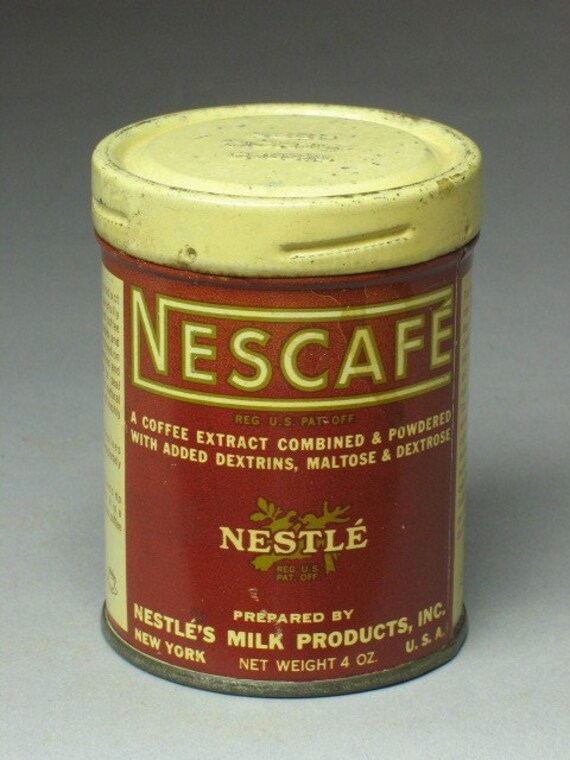 NESCAFÉ
REG. U.S. PAT. OFF.
A COFFEE EXTRACT COMBINED & POWDERED
WITH ADDED DEXTRINS, MALTOSE & DEXTROSE
NESTLÉ
REG. U.S.
PAT. OFF.
PREPARED BY
NESTLÉ'S MILK PRODUCTS, INC.
NEW YORK U.S.A.
NET WEIGHT 4 OZ.